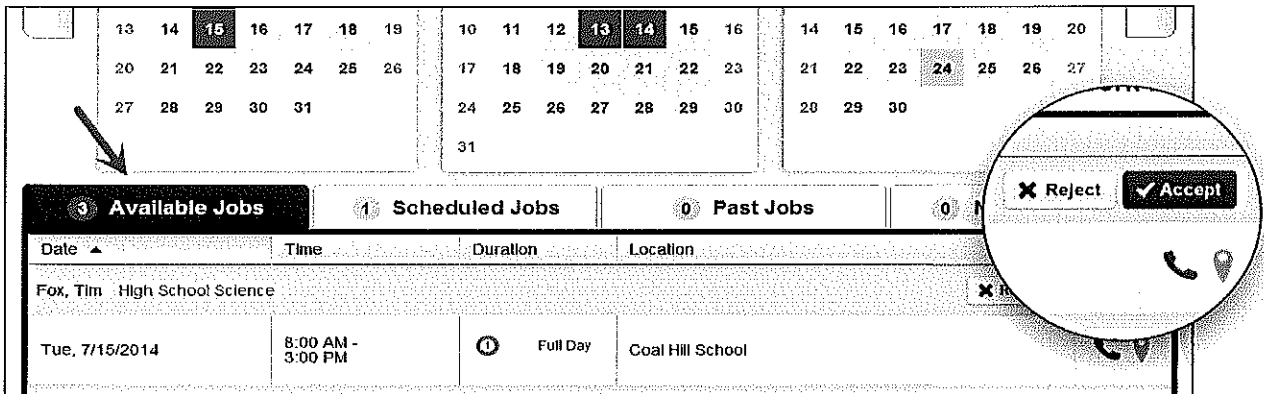 13 14 15 16 17 18 19 10 11 12 13 14 15 16 14 15 16 17 18 19 20
20 21 22 23 24 25 26 17 18 19 20 21 22 23 21 22 23 24 25 26 27
27 28 29 30 31 24 25 26 27 28 29 30 28 29 30
31
Reject Accept
3 Available Jobs 1 Scheduled Jobs 0 Past Jobs 0 N
Date Time Duration Location
Fox, Tim High School Science R
Tue, 7/15/2014 8:00 AM - Full Day Coal Hill School
3:00 PM